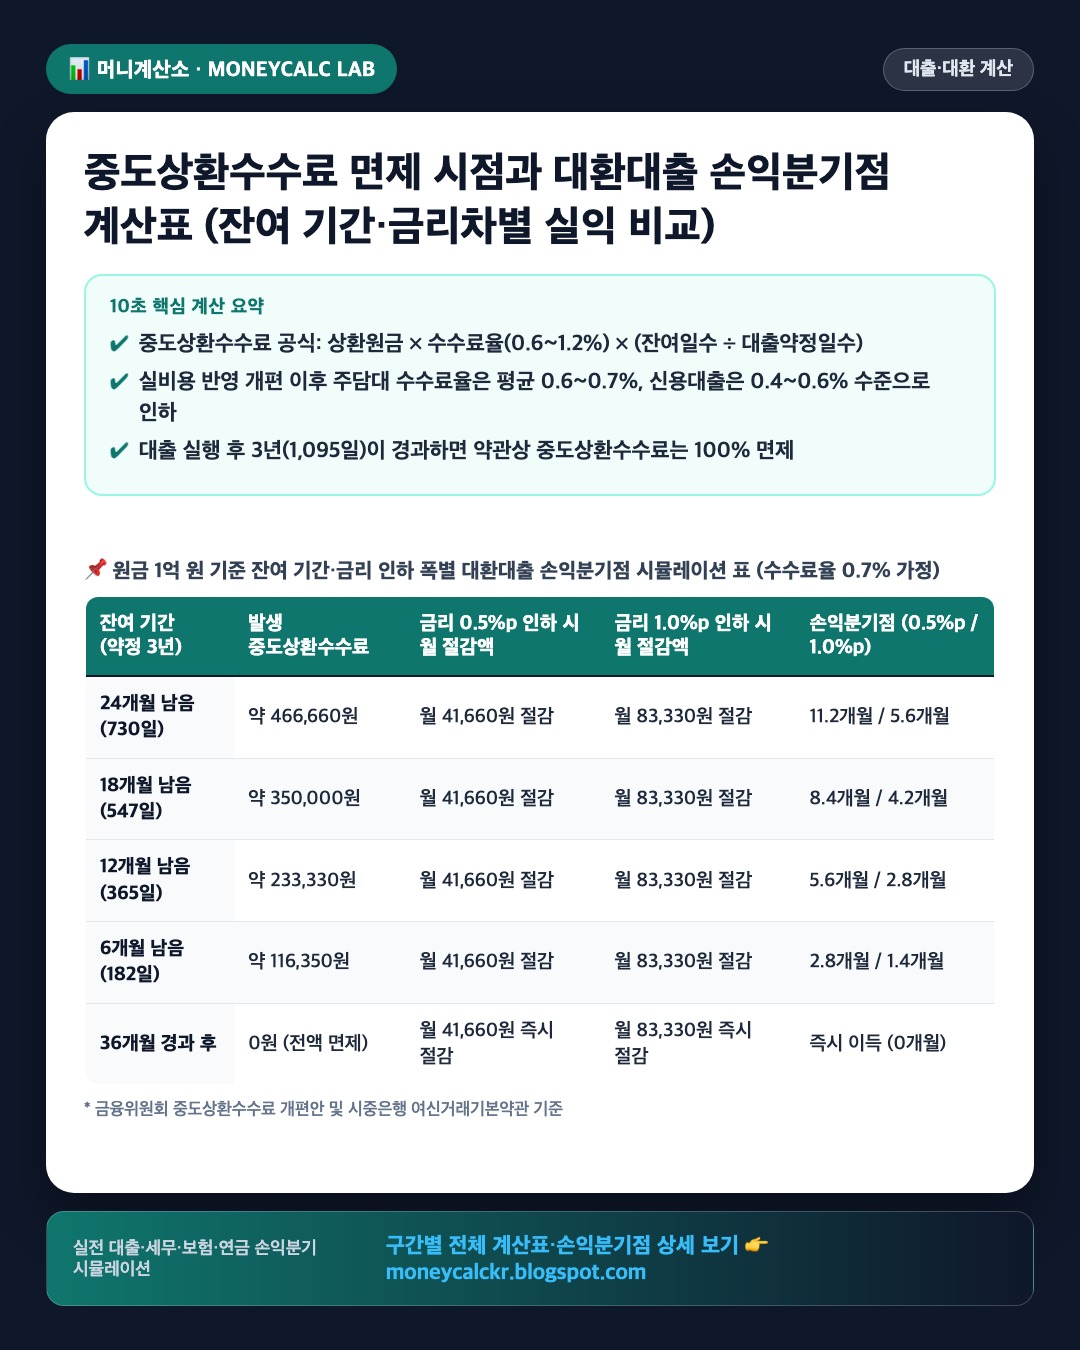 📊 머니계산소 · MONEYCALC LAB
대출·대환 계산
중도상환수수료 면제 시점과 대환대출 손익분기점
계산표 (잔여 기간·금리차별 실익 비교)
10초 핵심 계산 요약
✔ 중도상환수수료 공식: 상환원금 × 수수료율(0.6~1.2%) × (잔여일수 ÷ 대출약정일수)
✔ 실비용 반영 개편 이후 주담대 수수료율은 평균 0.6~0.7%, 신용대출은 0.4~0.6% 수준으로
인하
✔ 대출 실행 후 3년(1,095일)이 경과하면 약관상 중도상환수수료는 100% 면제
📌 원금 1억 원 기준 잔여 기간·금리 인하 폭별 대환대출 손익분기점 시뮬레이션 표 (수수료율 0.7% 가정)
잔여 기간
(약정 3년)
발생
중도상환수수료
금리 0.5%p 인하 시
월 절감액
금리 1.0%p 인하 시
월 절감액
손익분기점 (0.5%p /
1.0%p)
24개월 남음
(730일)
약 466,660원
월 41,660원 절감
월 83,330원 절감
11.2개월 / 5.6개월
18개월 남음
(547일)
약 350,000원
월 41,660원 절감
월 83,330원 절감
8.4개월 / 4.2개월
12개월 남음
(365일)
약 233,330원
월 41,660원 절감
월 83,330원 절감
5.6개월 / 2.8개월
6개월 남음
(182일)
약 116,350원
월 41,660원 절감
월 83,330원 절감
2.8개월 / 1.4개월
36개월 경과 후
0원 (전액 면제)
월 41,660원 즉시
절감
월 83,330원 즉시
절감
즉시 이득 (0개월)
* 금융위원회 중도상환수수료 개편안 및 시중은행 여신거래기본약관 기준
실전 대출·세무·보험·연금 손익분기
시뮬레이션
구간별 전체 계산표·손익분기점 상세 보기 👉
moneycalckr.blogspot.com